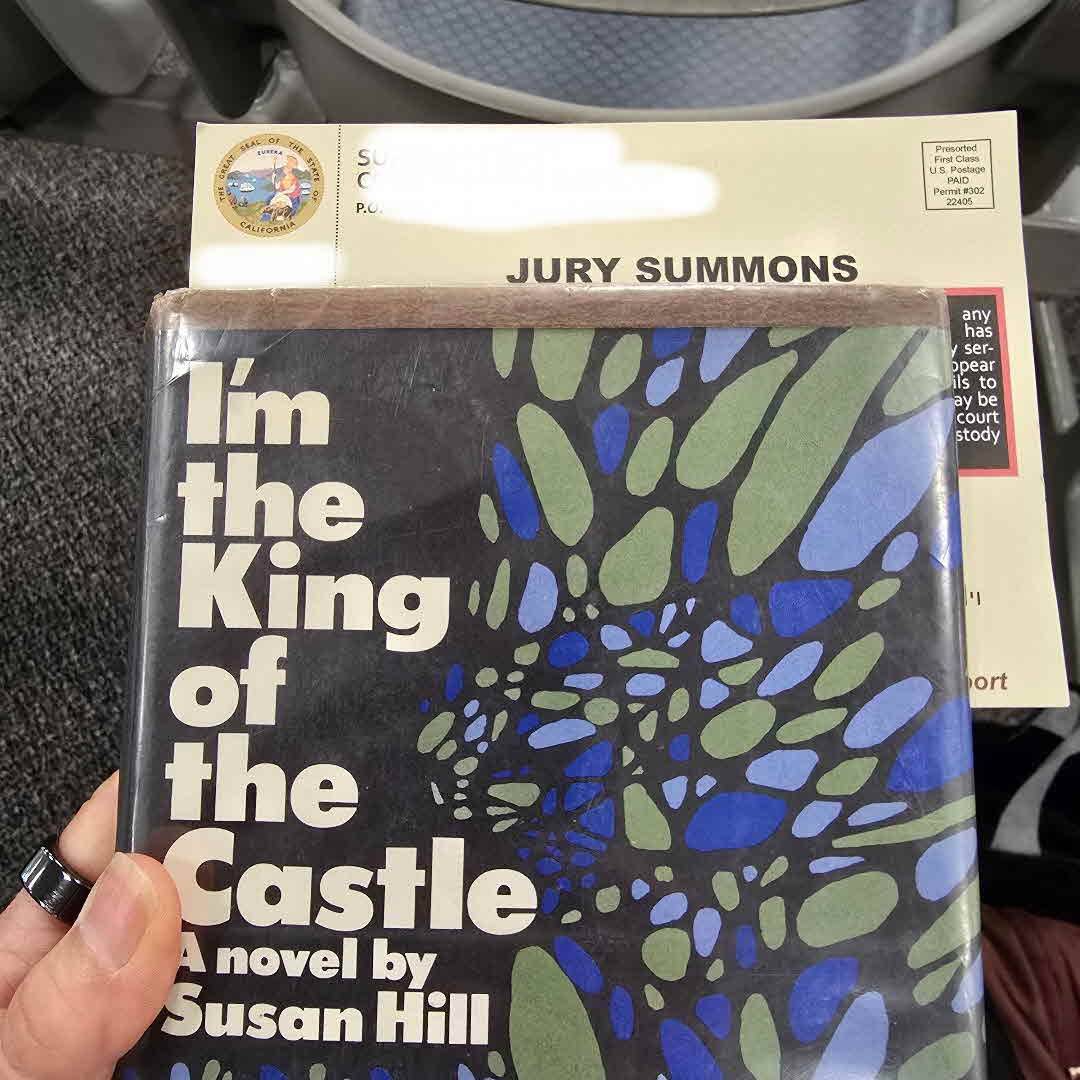 THE GREAT SEAL OF THE STATE OF CALIFORNIA
EUREKA
P.O.
Presorted
First Class
U.S. Postage
PAID
Permit #302
22405
JURY SUMMONS
any
has
court
I'm
the
King
of
the
Castle
A novel by
Susan Hill